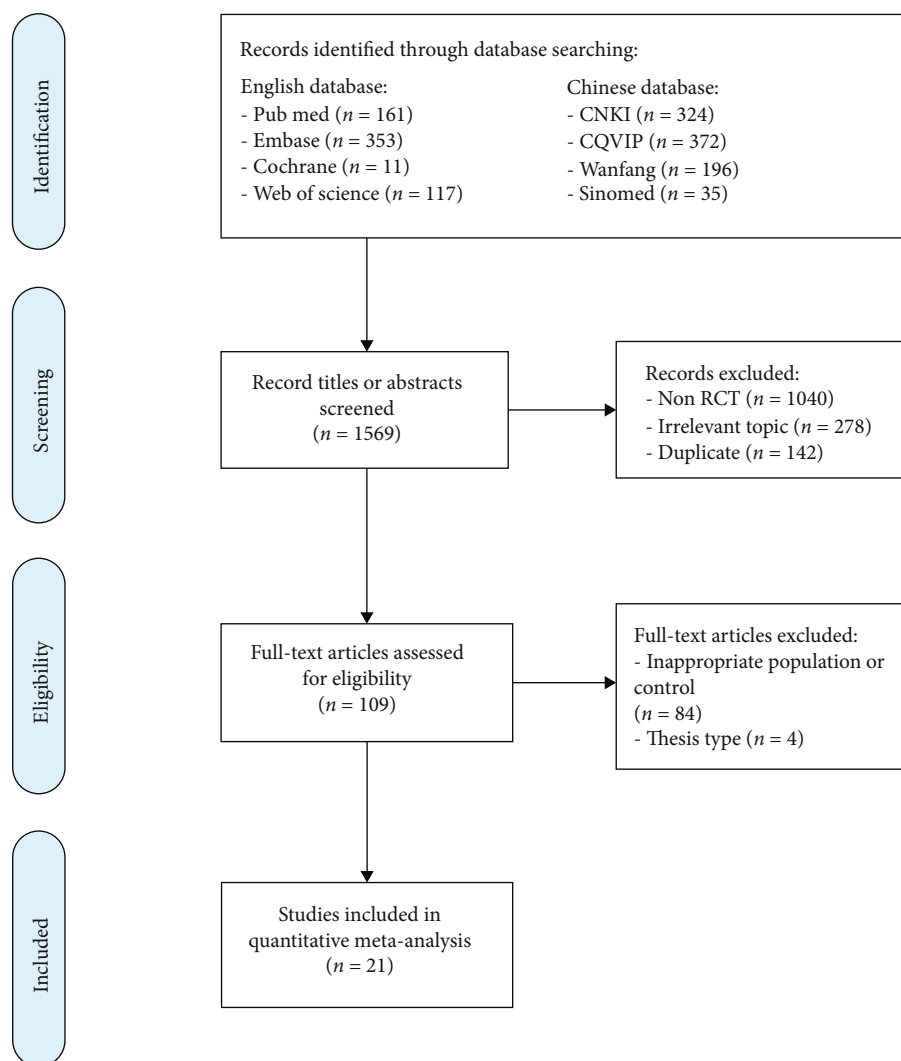 Identification
Records identified through database searching:
English database:
- Pub med (n = 161)
- Embase (n = 353)
- Cochrane (n = 11)
- Web of science (n = 117)
Chinese database:
- CNKI (n = 324)
- CQVIP (n = 372)
- Wanfang (n = 196)
- Sinomed (n = 35)
Screening
Record titles or abstracts
screened
(n = 1569)
Records excluded:
- Non RCT (n = 1040)
- Irrelevant topic (n = 278)
- Duplicate (n = 142)
Eligibility
Full-text articles assessed
for eligibility
(n = 109)
Full-text articles excluded:
- Inappropriate population or
control
(n = 84)
- Thesis type (n = 4)
Included
Studies included in
quantitative meta-analysis
(n = 21)